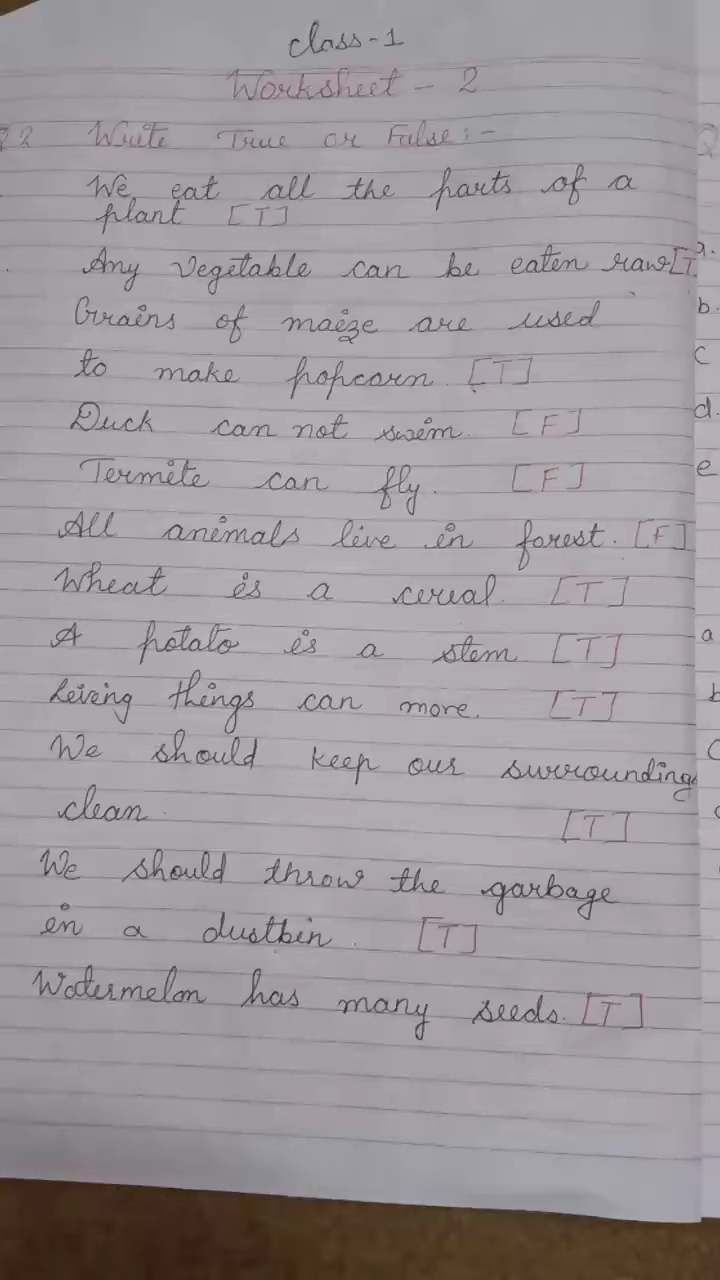 class-1
Worksheet - 2
Q2 Write True or False:-
We eat all the parts of a
plant [T]
Any vegetable can be eaten raw [T
Grains of maize are used
to make popcorn. [T]
Duck can not swim. [F]
Termite can fly. [F]
All animals live in forest. [F]
Wheat is a cereal. [T]
A potato is a stem [T]
Living things can more. [T]
We should keep our surrounding
clean. [T]
We should throw the garbage
in a dustbin. [T]
Watermelon has many seeds. [T]
Q
a.
b.
c
d.
e
a
b
c